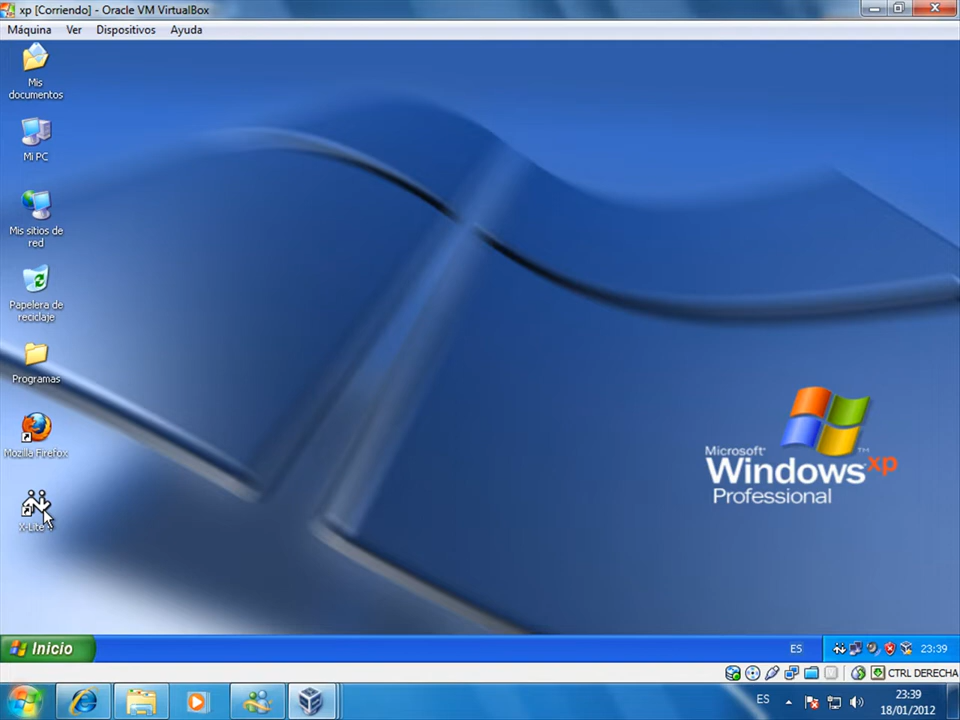 xp [Corriendo] - Oracle VM VirtualBox
Máquina Ver Dispositivos Ayuda
Mis
documentos
Mi PC
Mis sitios de
red
Papelera de
reciclaje
Programas
Mozilla Firefox
X-Lite
Microsoft
Windows xp
TM
Professional
Inicio
ES
23:39
CTRL DERECHA
ES
23:39
18/01/2012